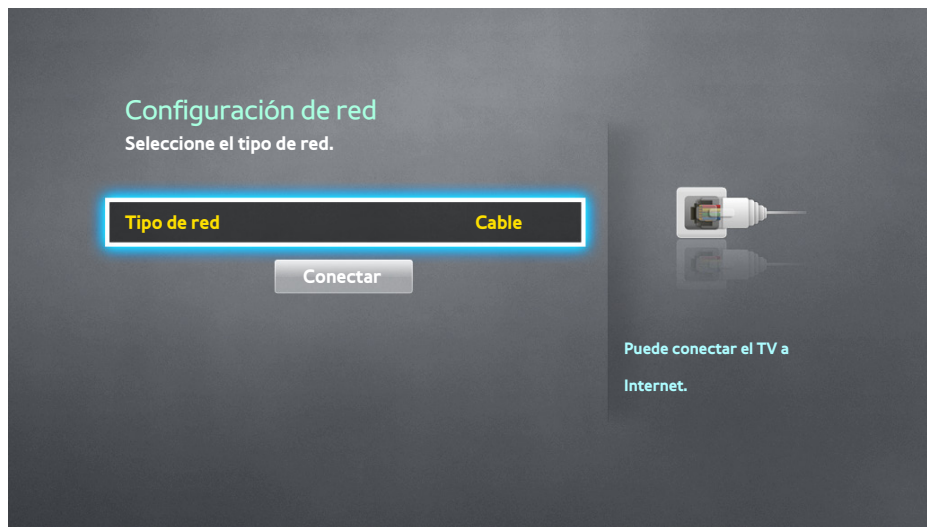 Configuración de red
Seleccione el tipo de red.
Tipo de red Cable
Conectar
Puede conectar el TV a
Internet.